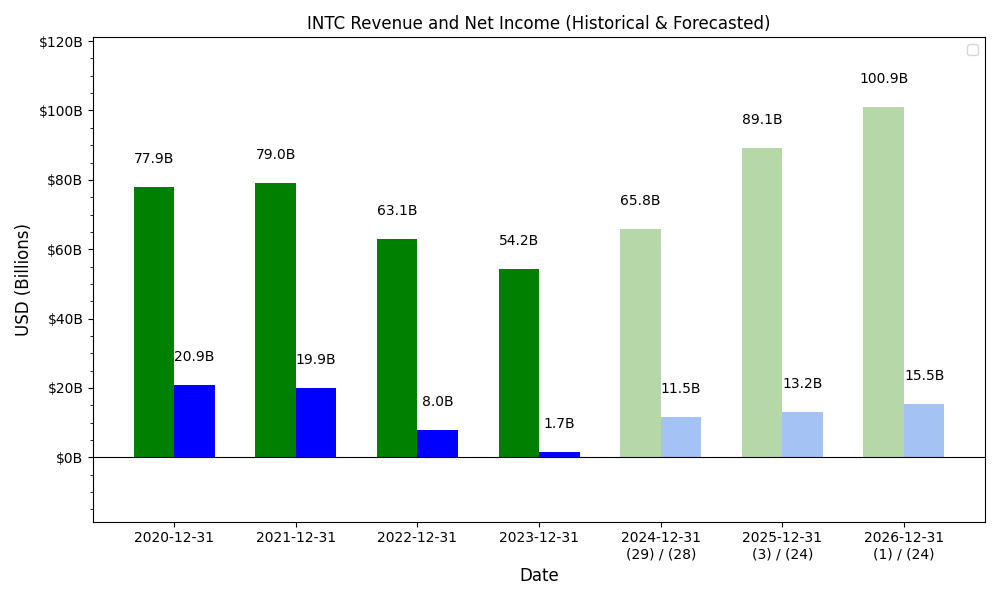 INTC Revenue and Net Income (Historical & Forecasted)
$120B
$100B
$80B
$60B
$40B
$20B
$0B
USD (Billions)
77.9B
20.9B
79.0B
19.9B
63.1B
8.0B
54.2B
1.7B
65.8B
11.5B
89.1B
13.2B
100.9B
15.5B
2020-12-31
2021-12-31
2022-12-31
2023-12-31
2024-12-31
(29) / (28)
2025-12-31
(3) / (24)
2026-12-31
(1) / (24)
Date